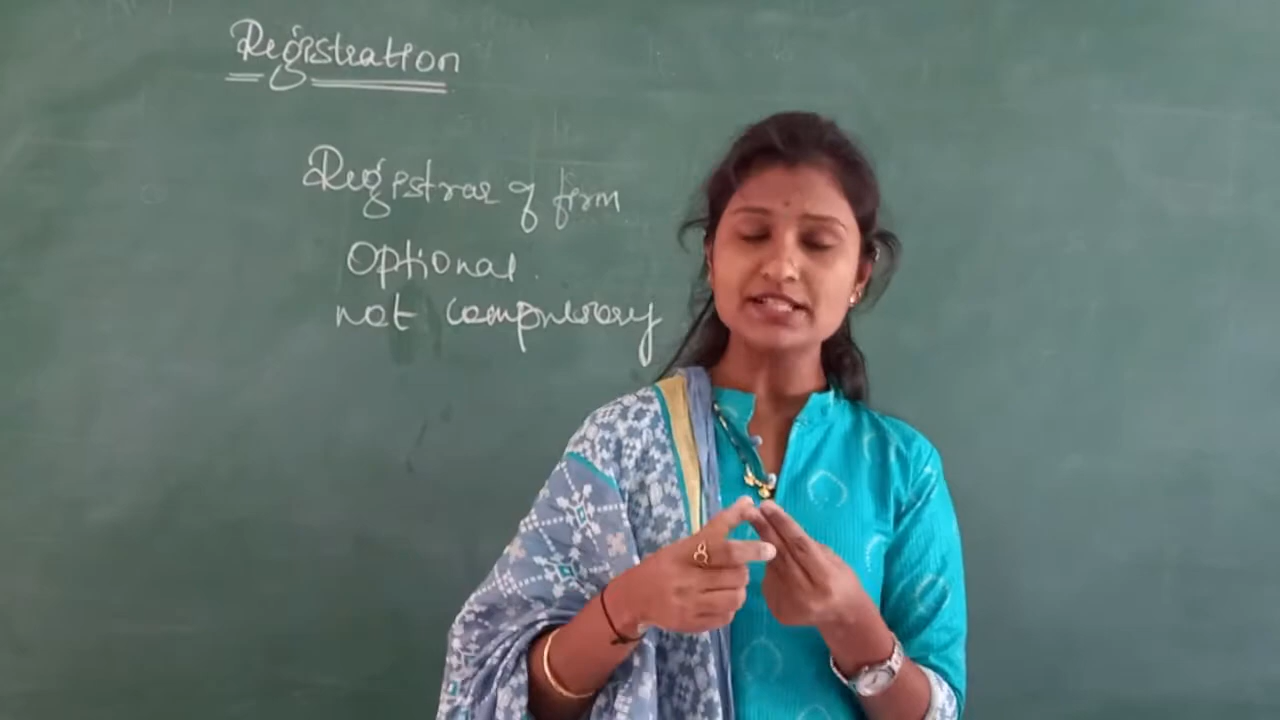 Registration
Registrar of firm
Optional.
not compulsory